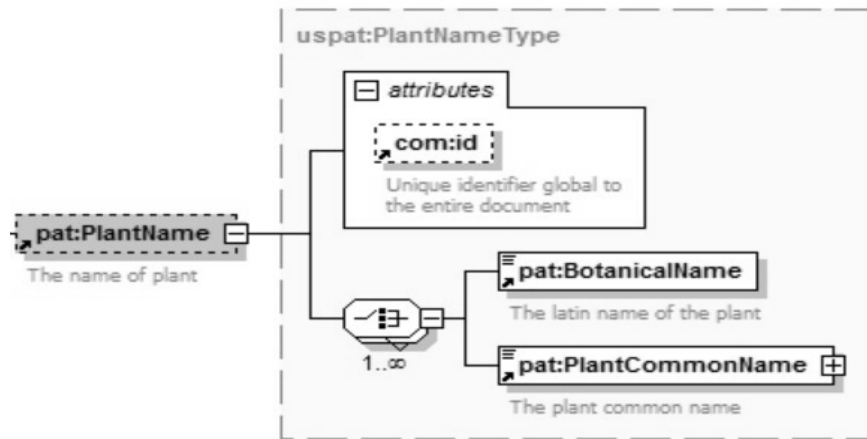 uspat:PlantNameType
attributes
com:id
Unique identifier global to
the entire document
pat:PlantName
The name of plant
pat:BotanicalName
The latin name of the plant
1..∞
pat:PlantCommonName
The plant common name